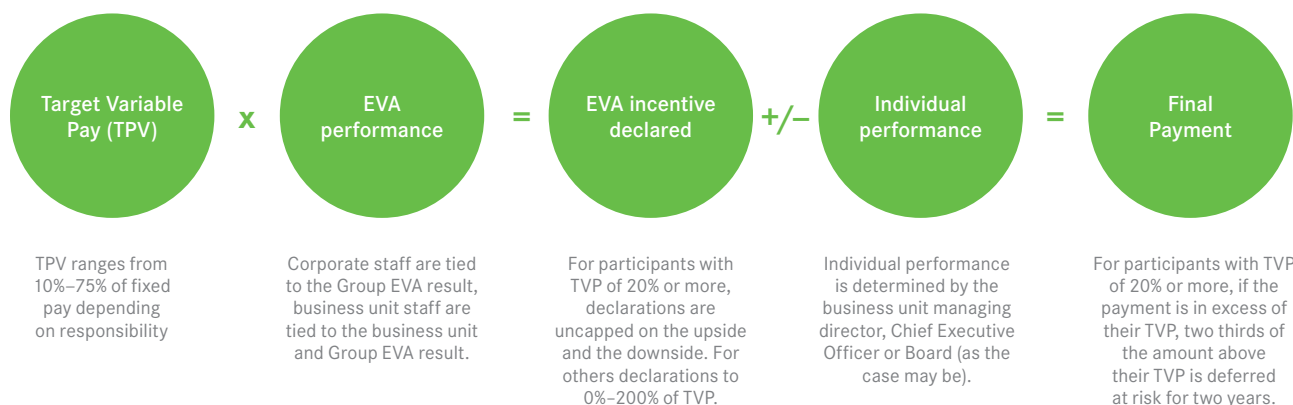 Target Variable
Pay (TPV)
x
EVA
performance
=
EVA incentive
declared
+/–
Individual
performance
=
Final
Payment
TPV ranges from
10%–75% of fixed
pay depending
on responsibility
Corporate staff are tied
to the Group EVA result,
business unit staff are
tied to the business unit
and Group EVA result.
For participants with
TVP of 20% or more,
declarations are
uncapped on the upside
and the downside. For
others declarations to
0%–200% of TVP.
Individual performance
is determined by the
business unit managing
director, Chief Executive
Officer or Board (as the
case may be).
For participants with TVP
of 20% or more, if the
payment is in excess of
their TVP, two thirds of
the amount above
their TVP is deferred
at risk for two years.